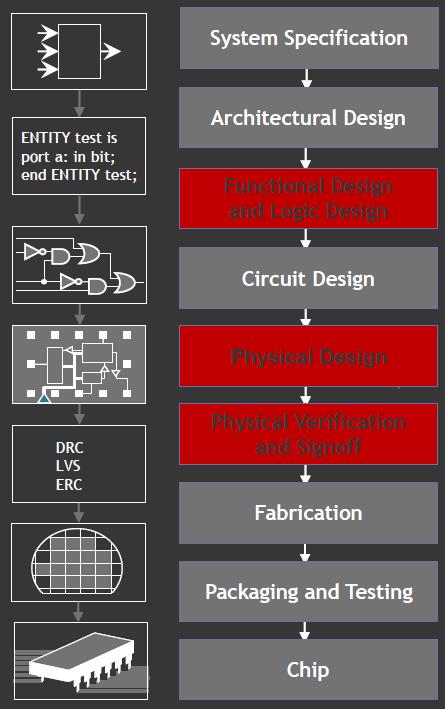 System Specification
Architectural Design
ENTITY test is
port a: in bit;
end ENTITY test;
Functional Design
and Logic Design
Circuit Design
Physical Design
Physical Verification
and Signoff
DRC
LVS
ERC
Fabrication
Packaging and Testing
Chip